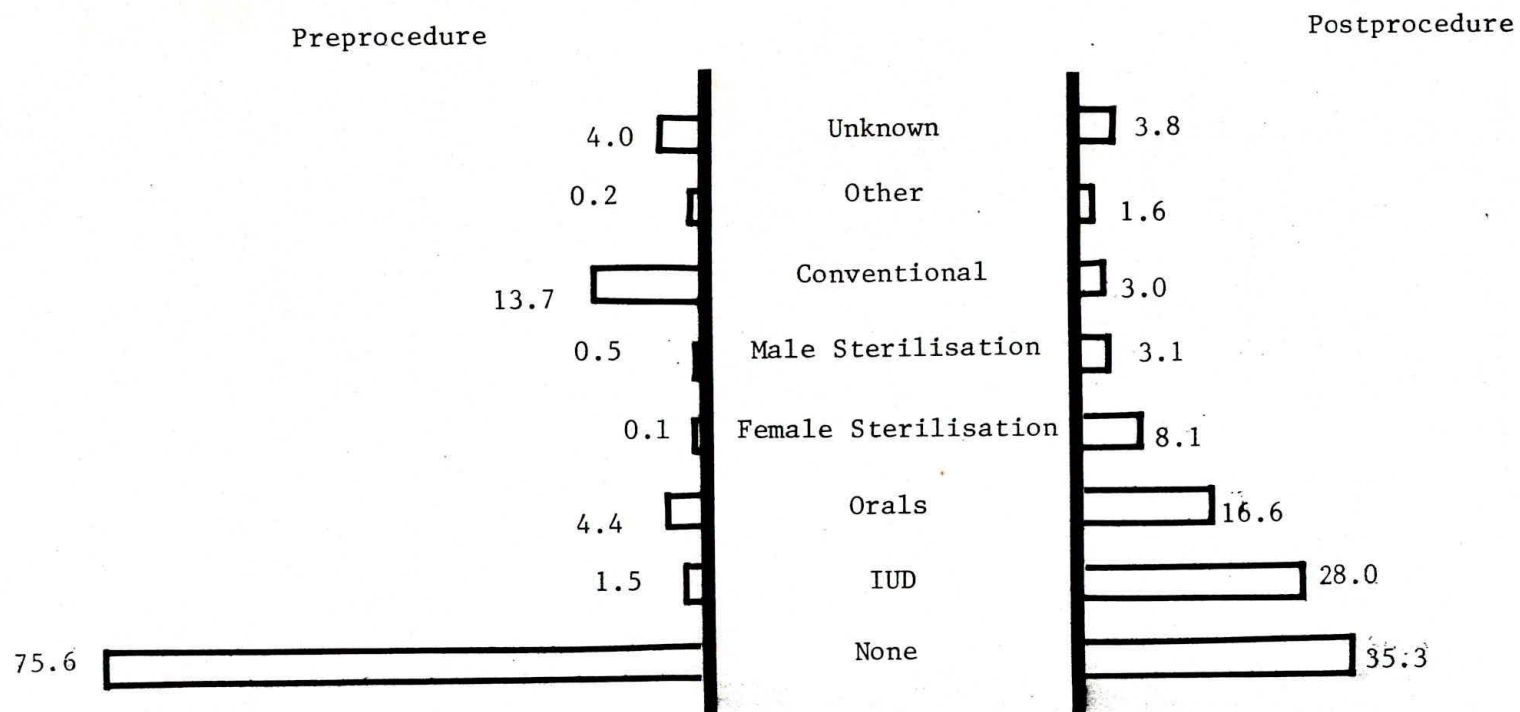 Preprocedure Postprocedure
4.0 Unknown 3.8
0.2 Other 1.6
13.7 Conventional 3.0
0.5 Male Sterilisation 3.1
0.1 Female Sterilisation 8.1
4.4 Orals 16.6
1.5 IUD 28.0
75.6 None 35.3